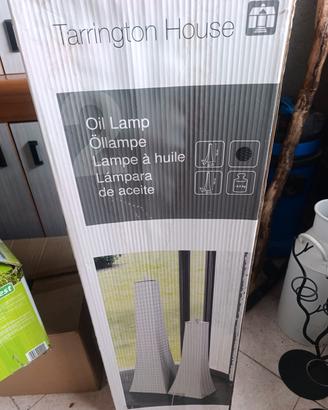 Tarrington House
Oil Lamp
Öllampe
Lampe à huile
Lámpara
de aceite